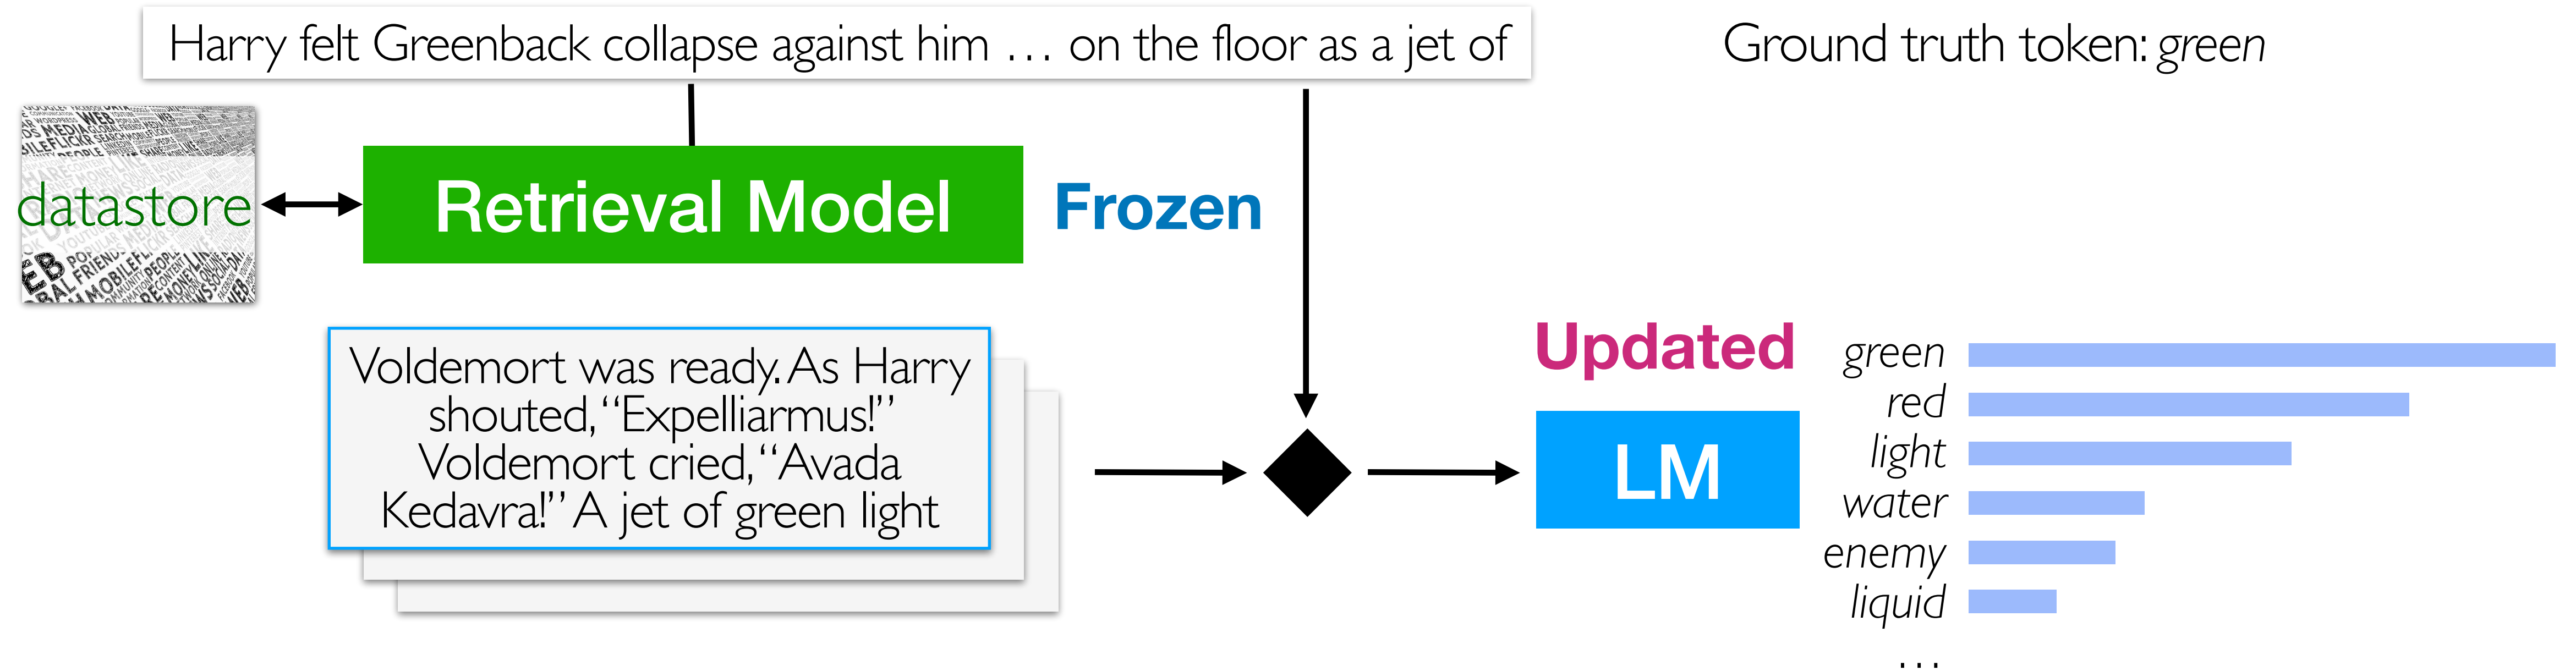 Harry felt Greenback collapse against him … on the floor as a jet of
Ground truth token: green
datastore
Retrieval Model
Frozen
Voldemort was ready. As Harry
shouted, “Expelliarmus!”
Voldemort cried, “Avada
Kedavra!” A jet of green light
Updated
LM
green
red
light
water
enemy
liquid
…